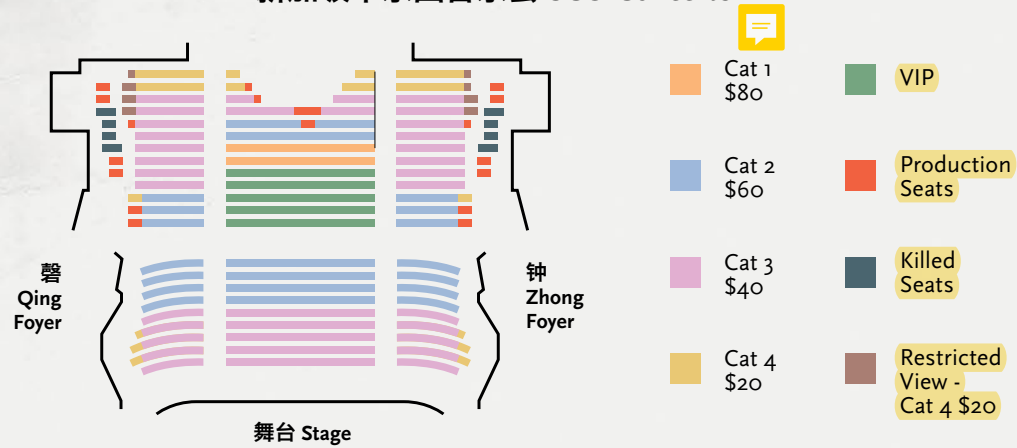 Cat 1
$80
VIP
Cat 2
$60
Production
Seats
Cat 3
$40
Killed
Seats
Cat 4
$20
Restricted
View -
Cat 4 $20
磬
Qing
Foyer
钟
Zhong
Foyer
舞台 Stage